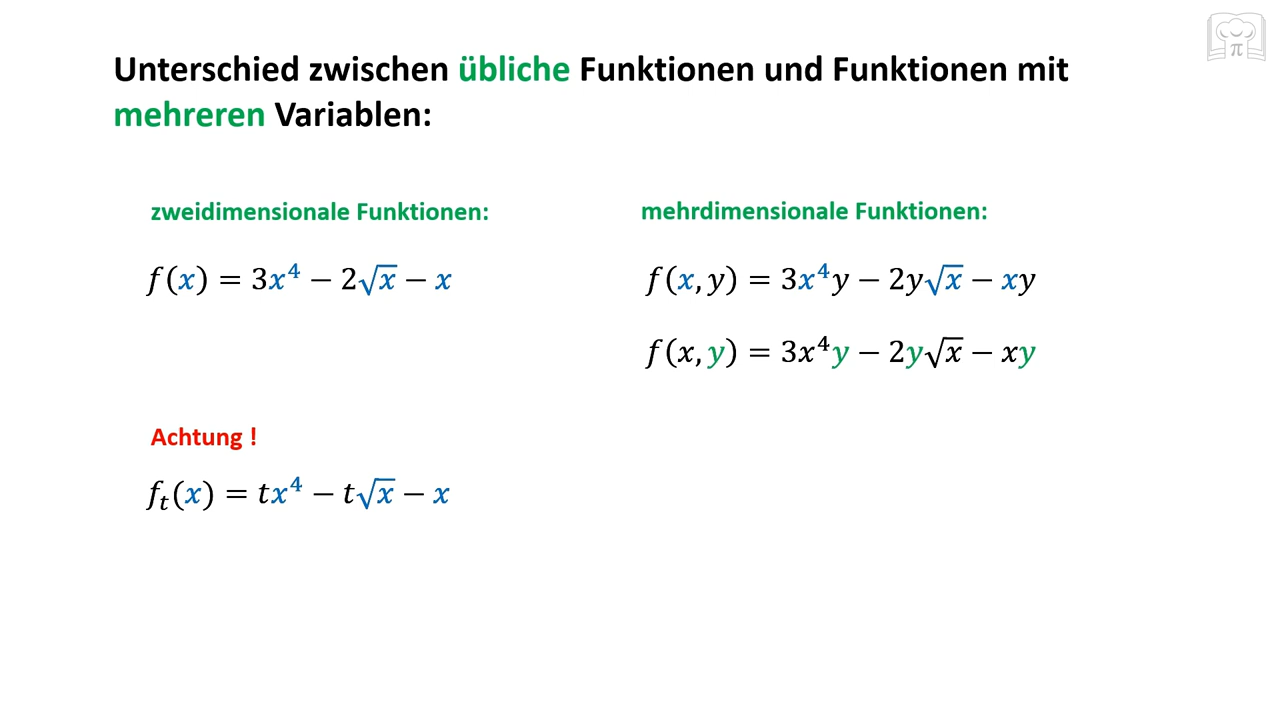 Unterschied zwischen übliche Funktionen und Funktionen mit
mehreren Variablen:
zweidimensionale Funktionen:
f(x) = 3x⁴ − 2√x − x
mehrdimensionale Funktionen:
f(x, y) = 3x⁴y − 2y√x − xy
f(x, y) = 3x⁴y − 2y√x − xy
Achtung !
fₜ(x) = tx⁴ − t√x − x
π